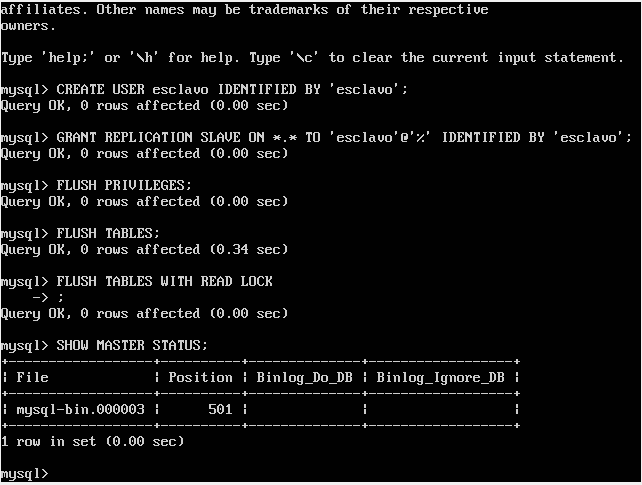 affiliates. Other names may be trademarks of their respective
owners.
Type 'help;' or '\h' for help. Type '\c' to clear the current input statement.
mysql> CREATE USER esclavo IDENTIFIED BY 'esclavo';
Query OK, 0 rows affected (0.00 sec)
mysql> GRANT REPLICATION SLAVE ON *.* TO 'esclavo'@'%' IDENTIFIED BY 'esclavo';
Query OK, 0 rows affected (0.00 sec)
mysql> FLUSH PRIVILEGES;
Query OK, 0 rows affected (0.00 sec)
mysql> FLUSH TABLES;
Query OK, 0 rows affected (0.34 sec)
mysql> FLUSH TABLES WITH READ LOCK
    -> ;
Query OK, 0 rows affected (0.00 sec)
mysql> SHOW MASTER STATUS;
+------------------+----------+--------------+------------------+
| File             | Position | Binlog_Do_DB | Binlog_Ignore_DB |
+------------------+----------+--------------+------------------+
| mysql-bin.000003 |      501 |              |                  |
+------------------+----------+--------------+------------------+
1 row in set (0.00 sec)
mysql>